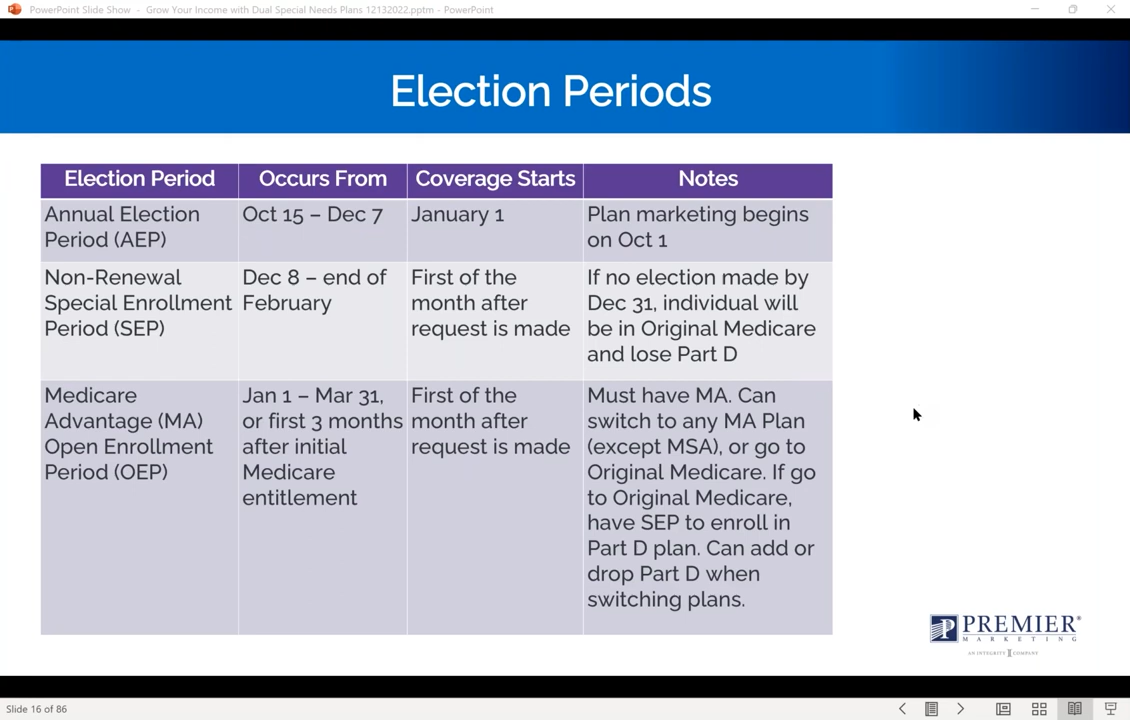 PowerPoint Slide Show - Grow Your Income with Dual Special Needs Plans 12132022.pptm - PowerPoint
Election Periods
Election Period
Occurs From
Coverage Starts
Notes
Annual Election
Period (AEP)
Oct 15 – Dec 7
January 1
Plan marketing begins
on Oct 1
Non-Renewal
Special Enrollment
Period (SEP)
Dec 8 – end of
February
First of the
month after
request is made
If no election made by
Dec 31, individual will
be in Original Medicare
and lose Part D
Medicare
Advantage (MA)
Open Enrollment
Period (OEP)
Jan 1 – Mar 31,
or first 3 months
after initial
Medicare
entitlement
First of the
month after
request is made
Must have MA. Can
switch to any MA Plan
(except MSA), or go to
Original Medicare. If go
to Original Medicare,
have SEP to enroll in
Part D plan. Can add or
drop Part D when
switching plans.
PREMIER®
MARKETING
AN INTEGRITY COMPANY
Slide 16 of 86